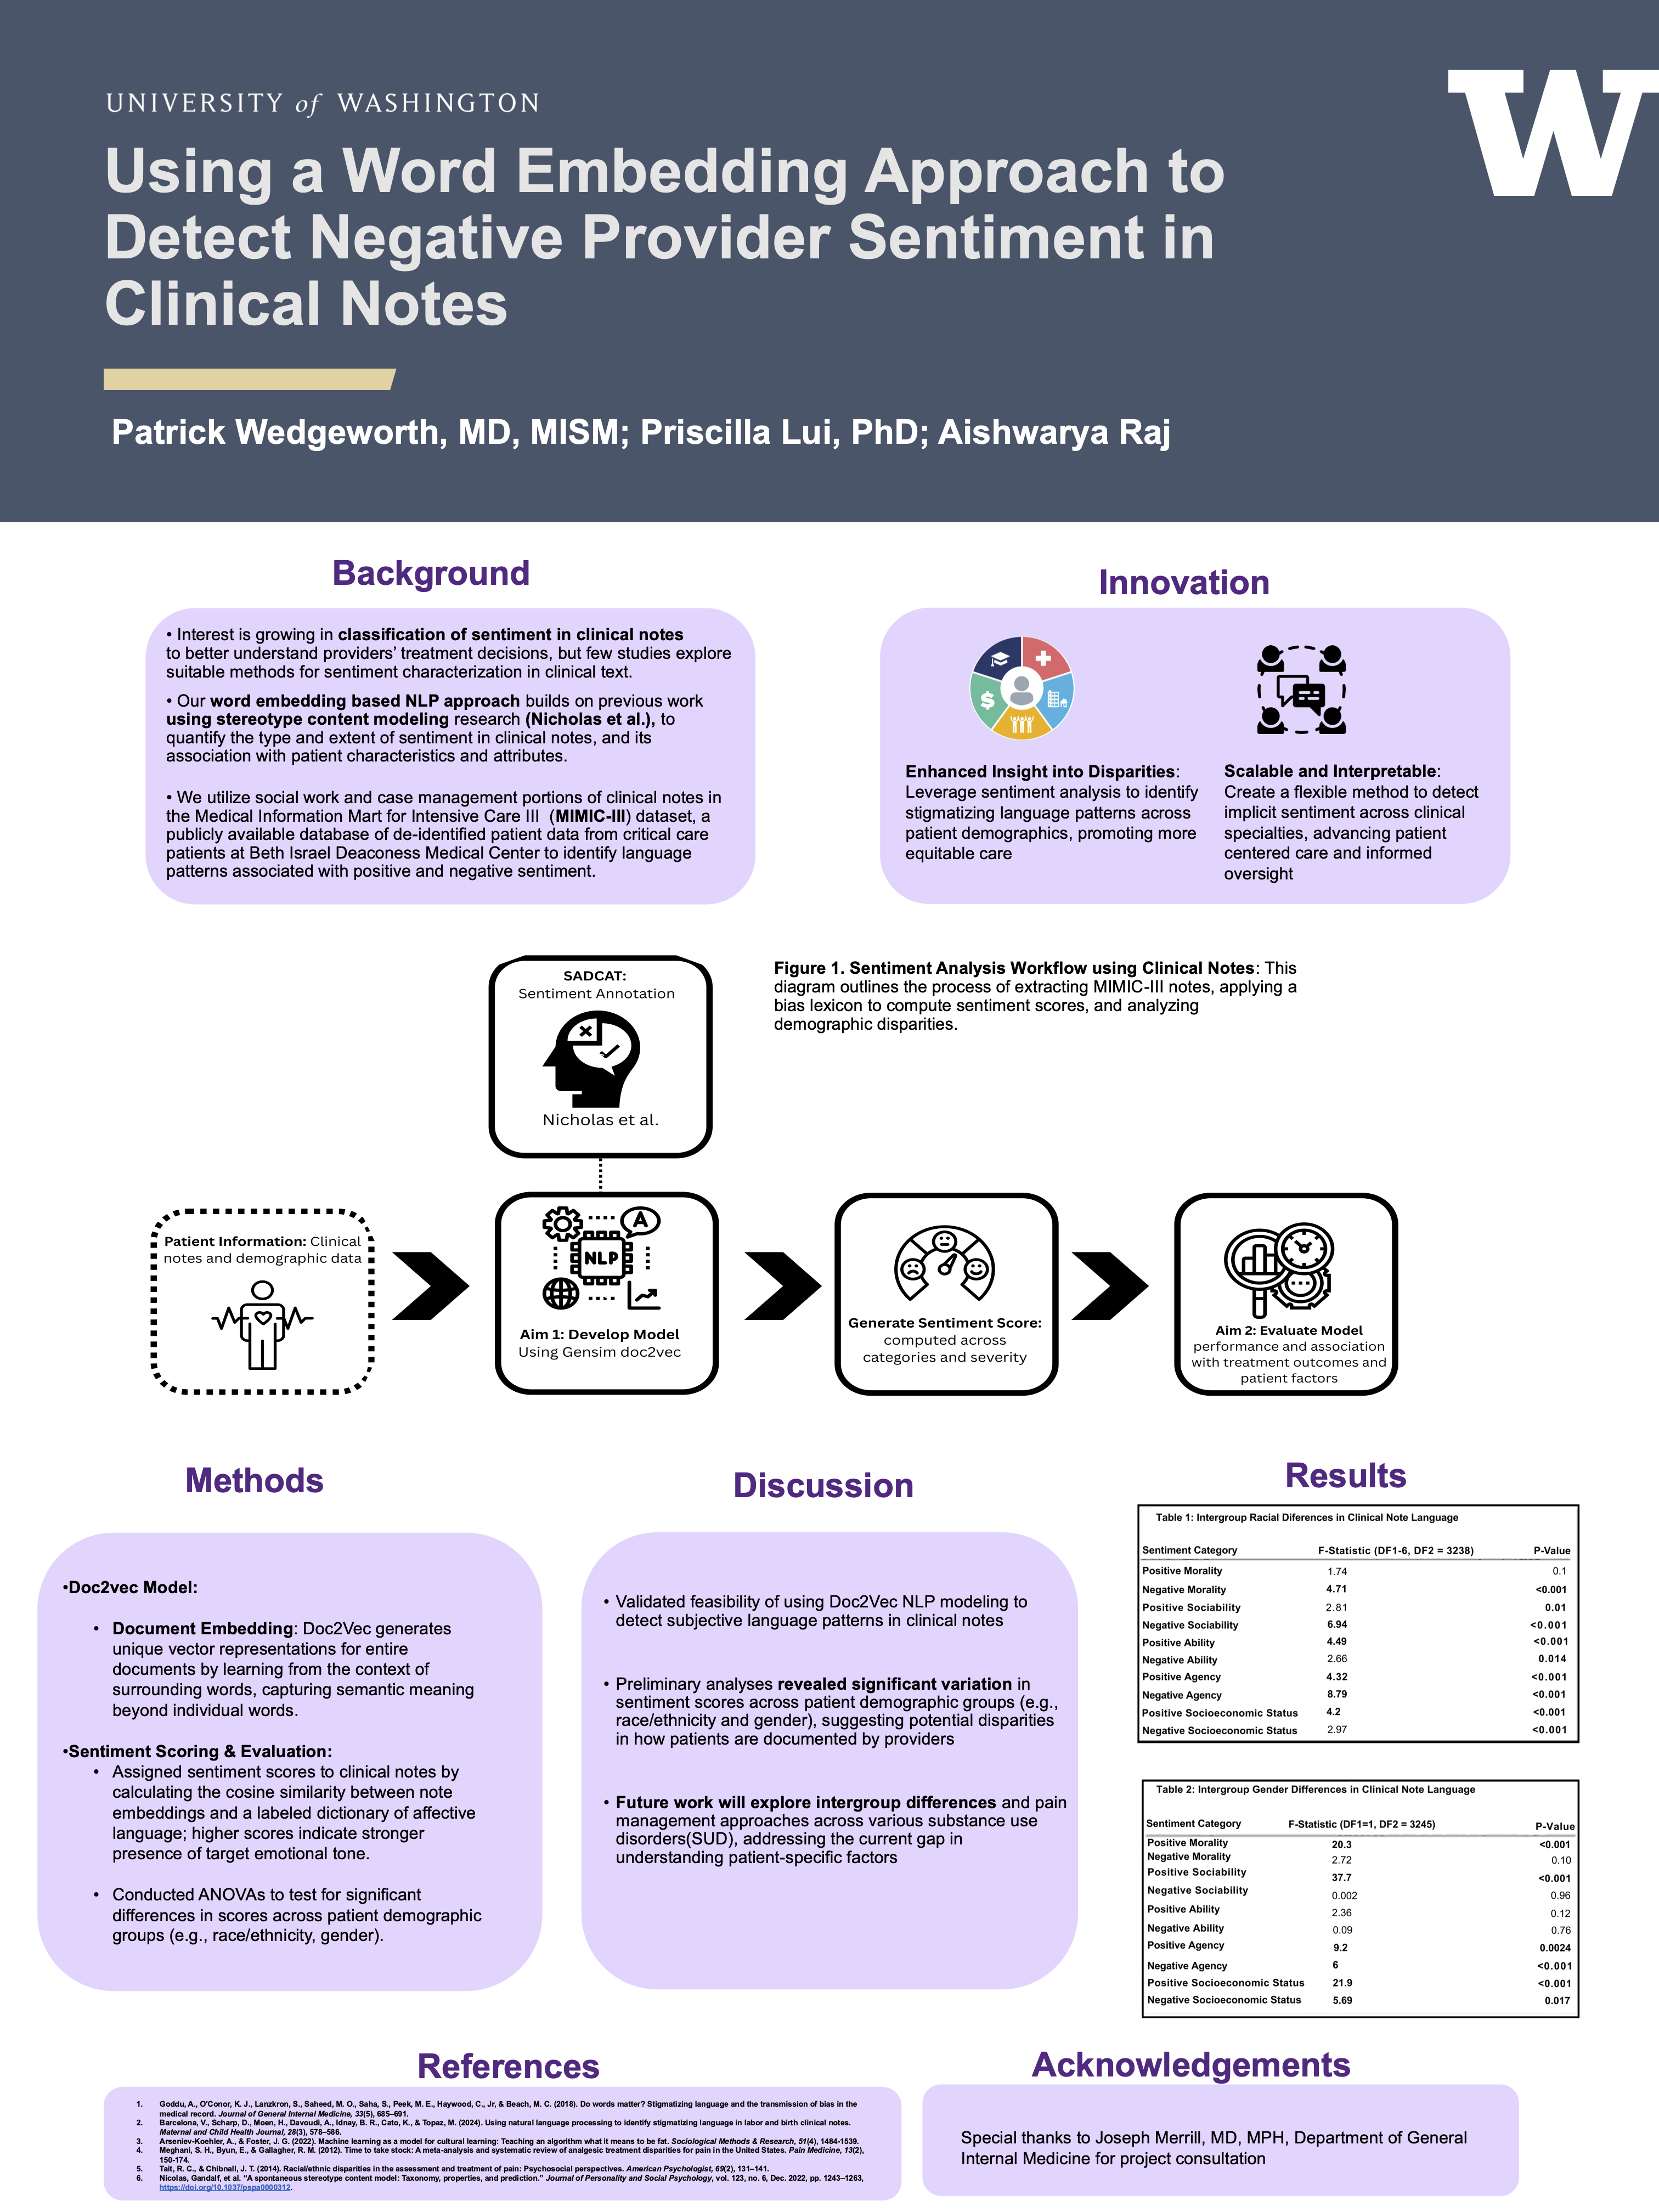 UNIVERSITY of WASHINGTON
W
Using a Word Embedding Approach to
Detect Negative Provider Sentiment in
Clinical Notes
Patrick Wedgeworth, MD, MISM; Priscilla Lui, PhD; Aishwarya Raj
Background
• Interest is growing in classification of sentiment in clinical notes
to better understand providers’ treatment decisions, but few studies explore
suitable methods for sentiment characterization in clinical text.
• Our word embedding based NLP approach builds on previous work
using stereotype content modeling research (Nicholas et al.), to
quantify the type and extent of sentiment in clinical notes, and its
association with patient characteristics and attributes.
• We utilize social work and case management portions of clinical notes in
the Medical Information Mart for Intensive Care III (MIMIC-III) dataset, a
publicly available database of de-identified patient data from critical care
patients at Beth Israel Deaconess Medical Center to identify language
patterns associated with positive and negative sentiment.
Innovation
$
Enhanced Insight into Disparities:
Leverage sentiment analysis to identify
stigmatizing language patterns across
patient demographics, promoting more
equitable care
Scalable and Interpretable:
Create a flexible method to detect
implicit sentiment across clinical
specialties, advancing patient
centered care and informed
oversight
SADCAT:
Sentiment Annotation
Nicholas et al.
Figure 1. Sentiment Analysis Workflow using Clinical Notes: This
diagram outlines the process of extracting MIMIC-III notes, applying a
bias lexicon to compute sentiment scores, and analyzing
demographic disparities.
Patient Information: Clinical
notes and demographic data
A
NLP
Aim 1: Develop Model
Using Gensim doc2vec
Generate Sentiment Score:
computed across
categories and severity
Aim 2: Evaluate Model
performance and association
with treatment outcomes and
patient factors
Methods
•Doc2vec Model:
• Document Embedding: Doc2Vec generates
unique vector representations for entire
documents by learning from the context of
surrounding words, capturing semantic meaning
beyond individual words.
•Sentiment Scoring & Evaluation:
• Assigned sentiment scores to clinical notes by
calculating the cosine similarity between note
embeddings and a labeled dictionary of affective
language; higher scores indicate stronger
presence of target emotional tone.
• Conducted ANOVAs to test for significant
differences in scores across patient demographic
groups (e.g., race/ethnicity, gender).
Discussion
• Validated feasibility of using Doc2Vec NLP modeling to
detect subjective language patterns in clinical notes
• Preliminary analyses revealed significant variation in
sentiment scores across patient demographic groups (e.g.,
race/ethnicity and gender), suggesting potential disparities
in how patients are documented by providers
• Future work will explore intergroup differences and pain
management approaches across various substance use
disorders(SUD), addressing the current gap in
understanding patient-specific factors
Results
Table 1: Intergroup Racial Diferences in Clinical Note Language
Sentiment Category F-Statistic (DF1-6, DF2 = 3238) P-Value
Positive Morality 1.74 0.1
Negative Morality 4.71 <0.001
Positive Sociability 2.81 0.01
Negative Sociability 6.94 <0.001
Positive Ability 4.49 <0.001
Negative Ability 2.66 0.014
Positive Agency 4.32 <0.001
Negative Agency 8.79 <0.001
Positive Socioeconomic Status 4.2 <0.001
Negative Socioeconomic Status 2.97 <0.001
Table 2: Intergroup Gender Differences in Clinical Note Language
Sentiment Category F-Statistic (DF1=1, DF2 = 3245) P-Value
Positive Morality 20.3 <0.001
Negative Morality 2.72 0.10
Positive Sociability 37.7 <0.001
Negative Sociability 0.002 0.96
Positive Ability 2.36 0.12
Negative Ability 0.09 0.76
Positive Agency 9.2 0.0024
Negative Agency 6 <0.001
Positive Socioeconomic Status 21.9 <0.001
Negative Socioeconomic Status 5.69 0.017
References
1. Goddu, A., O'Conor, K. J., Lanzkron, S., Saheed, M. O., Saha, S., Peek, M. E., Haywood, C., Jr, & Beach, M. C. (2018). Do words matter? Stigmatizing language and the transmission of bias in the
medical record. Journal of General Internal Medicine, 33(5), 685–691.
2. Barcelona, V., Scharp, D., Moen, H., Davoudi, A., Idnay, B. R., Cato, K., & Topaz, M. (2024). Using natural language processing to identify stigmatizing language in labor and birth clinical notes.
Maternal and Child Health Journal, 28(3), 578–586.
3. Arseniev-Koehler, A., & Foster, J. G. (2022). Machine learning as a model for cultural learning: Teaching an algorithm what it means to be fat. Sociological Methods & Research, 51(4), 1484-1539.
4. Meghani, S. H., Byun, E., & Gallagher, R. M. (2012). Time to take stock: A meta-analysis and systematic review of analgesic treatment disparities for pain in the United States. Pain Medicine, 13(2),
150-174.
5. Tait, R. C., & Chibnall, J. T. (2014). Racial/ethnic disparities in the assessment and treatment of pain: Psychosocial perspectives. American Psychologist, 69(2), 131–141.
6. Nicolas, Gandalf, et al. “A spontaneous stereotype content model: Taxonomy, properties, and prediction.” Journal of Personality and Social Psychology, vol. 123, no. 6, Dec. 2022, pp. 1243–1263,
https://doi.org/10.1037/pspa0000312.
Acknowledgements
Special thanks to Joseph Merrill, MD, MPH, Department of General
Internal Medicine for project consultation